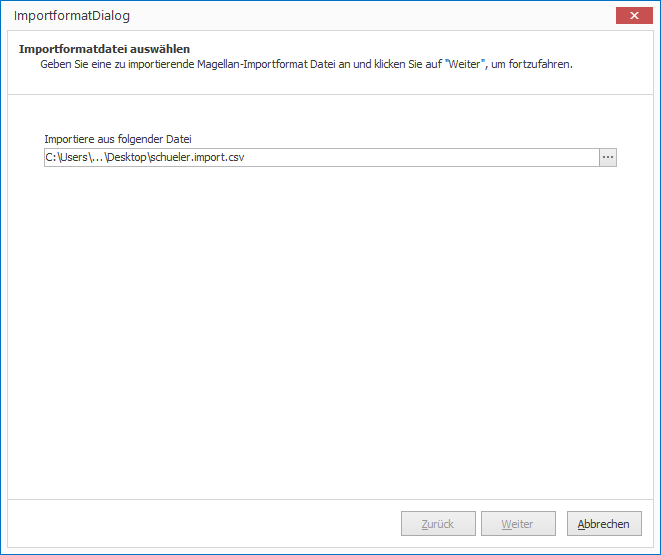 ImportformatDialog
Importformatdatei auswählen
Geben Sie eine zu importierende Magellan-Importformat Datei an und klicken Sie auf "Weiter", um fortzufahren.
Importiere aus folgender Datei
C:\Users\...\Desktop\schueler.import.csv
Zurück Weiter Abbrechen